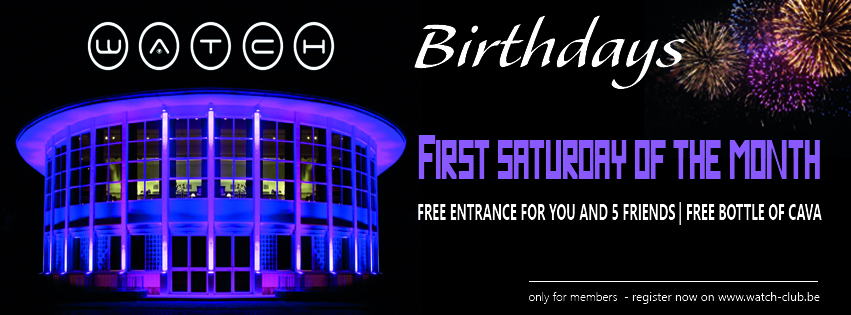 WATCH
Birthdays
FIRST SATURDAY OF THE MONTH
FREE ENTRANCE FOR YOU AND 5 FRIENDS | FREE BOTTLE OF CAVA
only for members - register now on www.watch-club.be